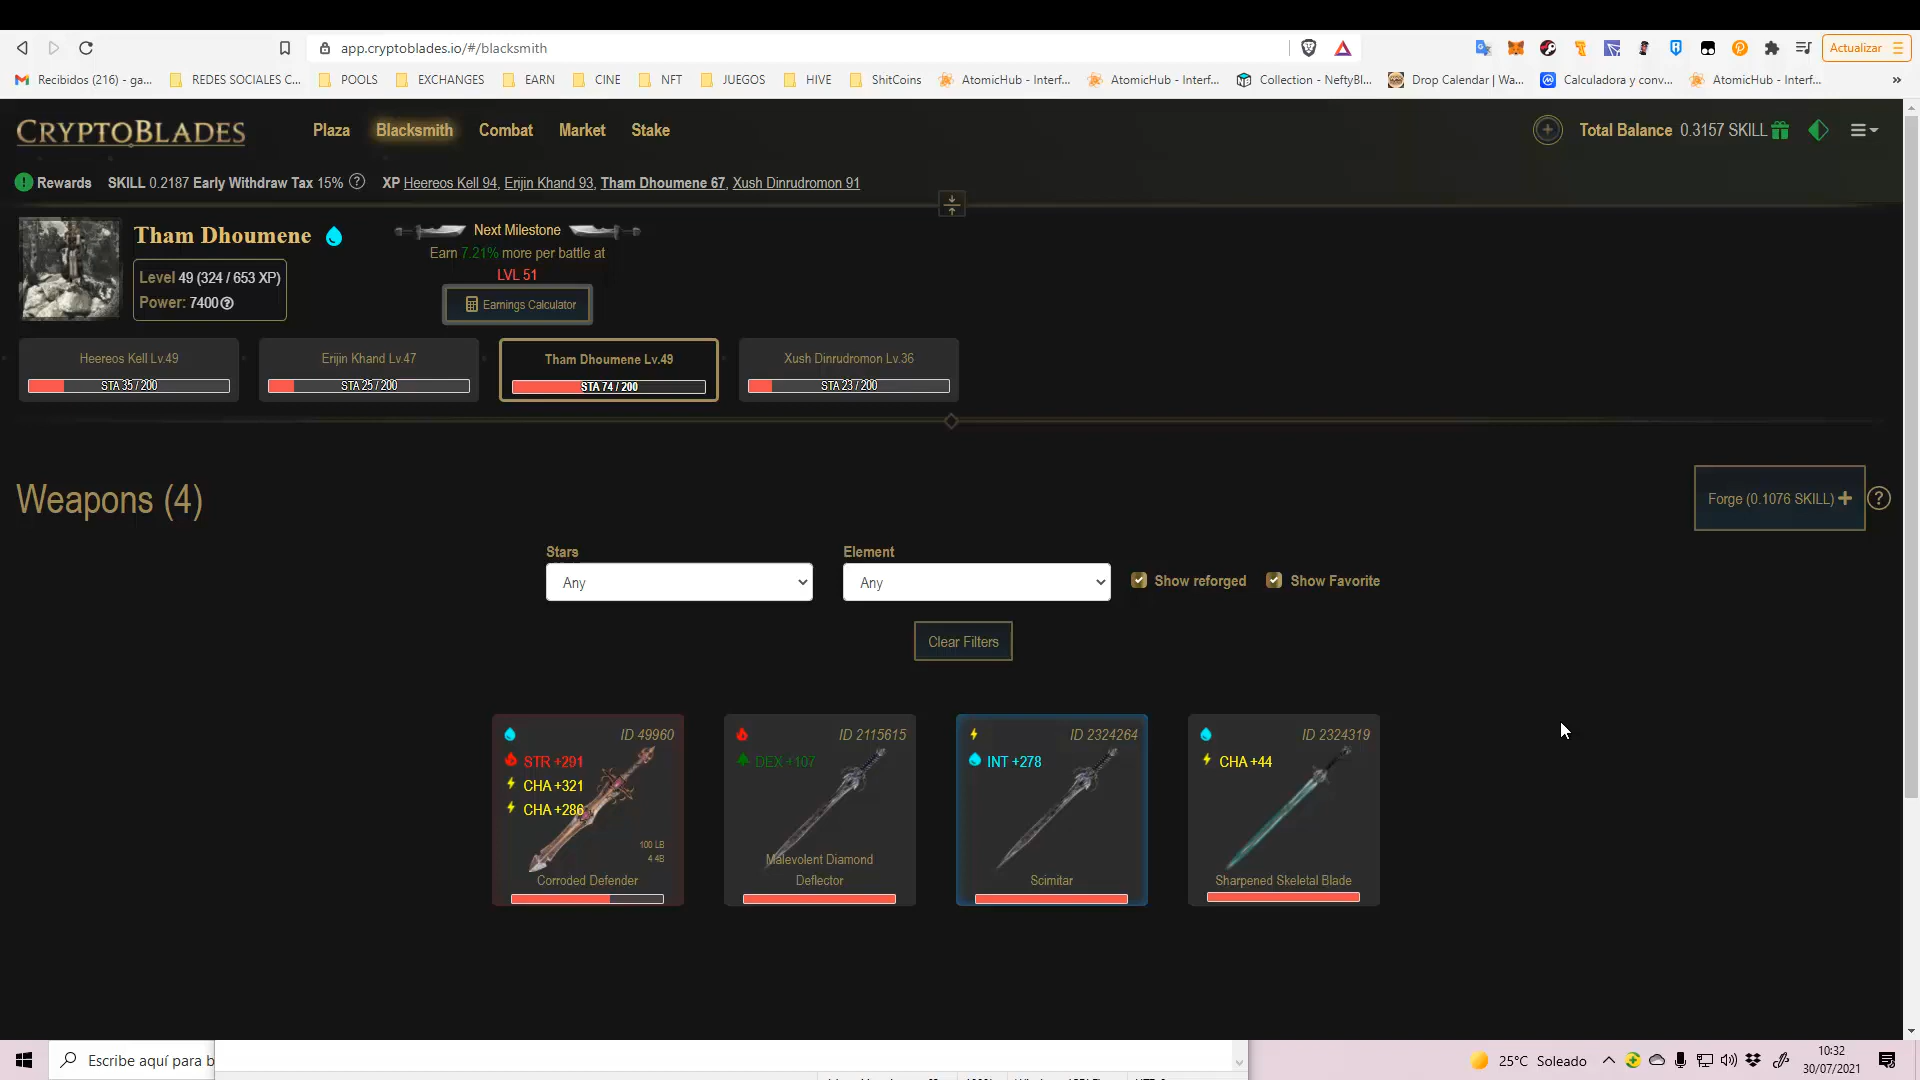 app.cryptoblades.io/#/blacksmith
Actualizar
Recibidos (216) - ga...
REDES SOCIALES C...
POOLS
EXCHANGES
EARN
CINE
NFT
JUEGOS
HIVE
ShitCoins
AtomicHub - Interf...
AtomicHub - Interf...
Collection - NeftyBl...
Drop Calendar | Wa...
Calculadora y conv...
AtomicHub - Interf...
»
CRYPTOBLADES
Plaza
Blacksmith
Combat
Market
Stake
Total Balance 0.3157 SKILL
Rewards SKILL 0.2187 Early Withdraw Tax 15% XP Heereos Kell 94, Erijin Khand 93, Tham Dhoumene 67, Xush Dinrudromon 91
Tham Dhoumene
Level 49 (324 / 653 XP)
Power: 7400
Next Milestone
Earn 7.21% more per battle at
LVL 51
Earnings Calculator
Heereos Kell Lv.49
STA 35 / 200
Erijin Khand Lv.47
STA 25 / 200
Tham Dhoumene Lv.49
STA 74 / 200
Xush Dinrudromon Lv.36
STA 23 / 200
Weapons (4)
Forge (0.1076 SKILL) +
Stars
Any
Element
Any
Show reforged
Show Favorite
Clear Filters
ID 49960
STR +291
CHA +321
CHA +286
100 LB
4 4B
Corroded Defender
ID 2115615
DEX +107
Malevolent Diamond
Deflector
ID 2324264
INT +278
Scimitar
ID 2324319
CHA +44
Sharpened Skeletal Blade
Escribe aquí para b
25°C Soleado
10:32
30/07/2021